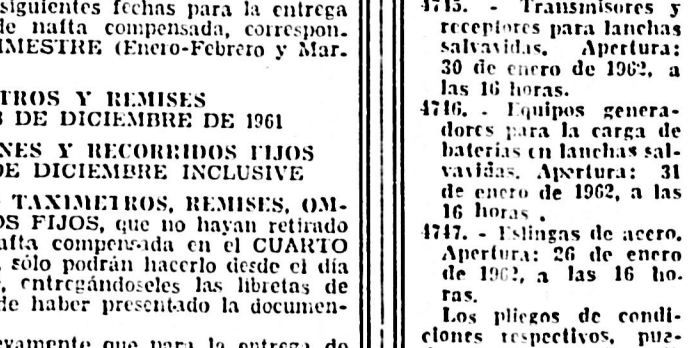 siguientes fechas para la entrega
de nafta compensada, correspon-
IMESTRE (Enero-Febrero y Mar-
TROS Y REMISES
DE DICIEMBRE DE 1961
NES Y RECORRIDOS FIJOS
DE DICIEMBRE INCLUSIVE
TAXIMETROS, REMISES, OM-
OS FIJOS, que no hayan retirado
afta compensada en el CUARTO
, sólo podrán hacerlo desde el día
, entregándoseles las libretas de
de haber presentado la documen-
evamente que para la entrega de
4715. - Transmisores y
receptores para lanchas
salvavidas. Apertura:
30 de enero de 1962, a
las 16 horas.
4716. - Equipos genera-
dores para la carga de
baterías en lanchas sal-
vavidas. Apertura: 31
de enero de 1962, a las
16 horas.
4717. - Eslingas de acero.
Apertura: 26 de enero
de 1962, a las 16 ho-
ras.
Los pliegos de condi-
ciones respectivos, pue-